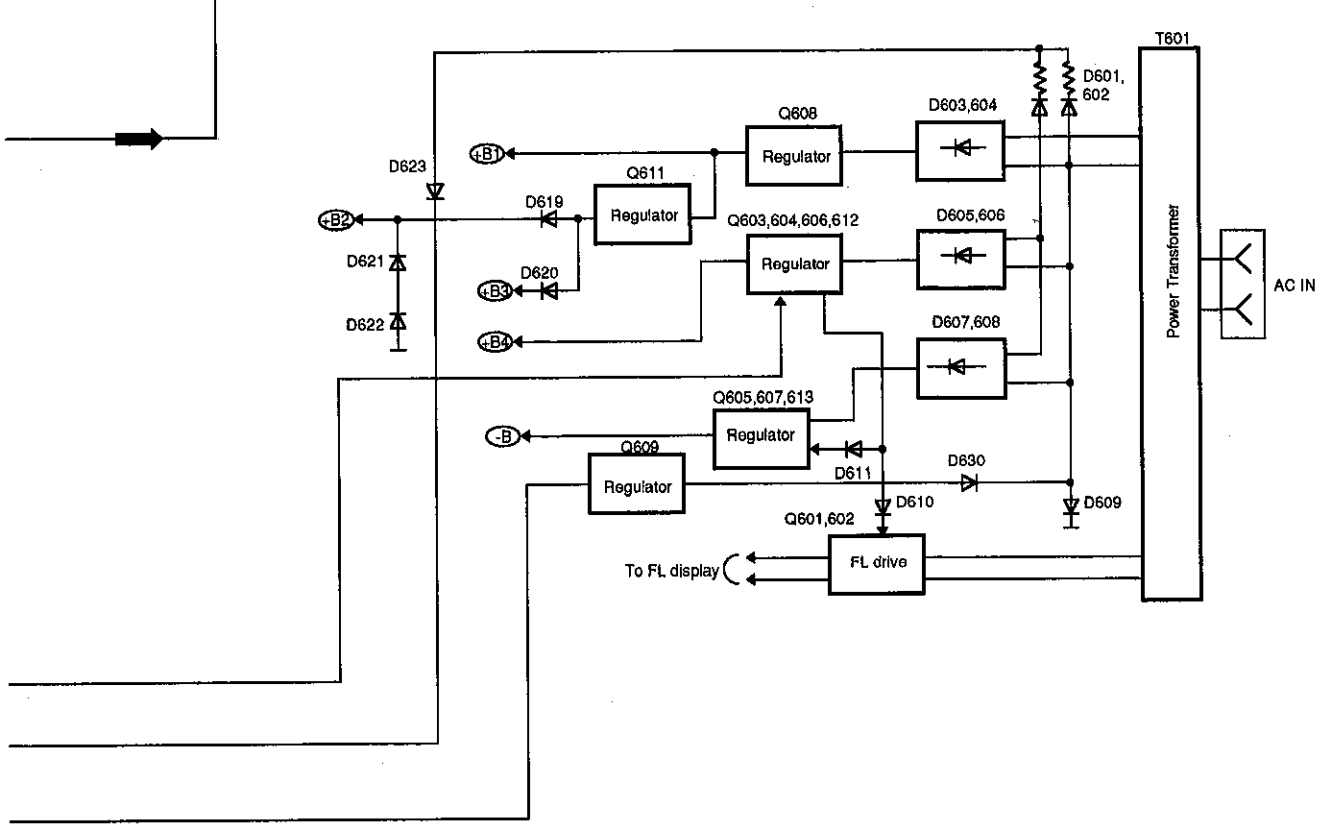 T601
D601,
602
D603,604
Q608
+B1
Regulator
D623
Q611
D619
Regulator
+B2
Q603,604,606,612
D605,606
Power Transformer
D621
D620
Regulator
+B3
AC IN
D622
D607,608
+B4
Q605,607,613
-B
Regulator
Q609
D611
D630
Regulator
D610
D609
Q601,602
To FL display
FL drive